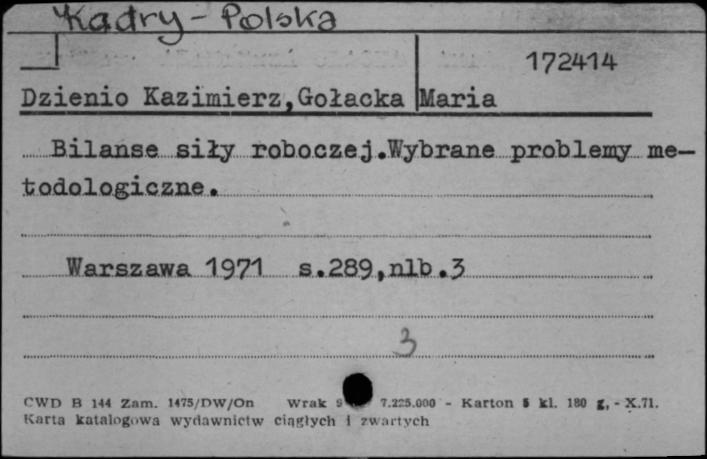 Kadry - Polska
172414
Dzienio Kazimierz,Gołacka Maria
Bilanse siły roboczej.Wybrane problemy me-
todologiczne.
Warszawa 1971 s.289,nlb.3
3
CWD B 144 Zam. 1475/DW/On Wrak 7.225.000 - Karton 5 kl. 180 g, - X.71.
Karta katalogowa wydawnictw ciągłych i zwartych